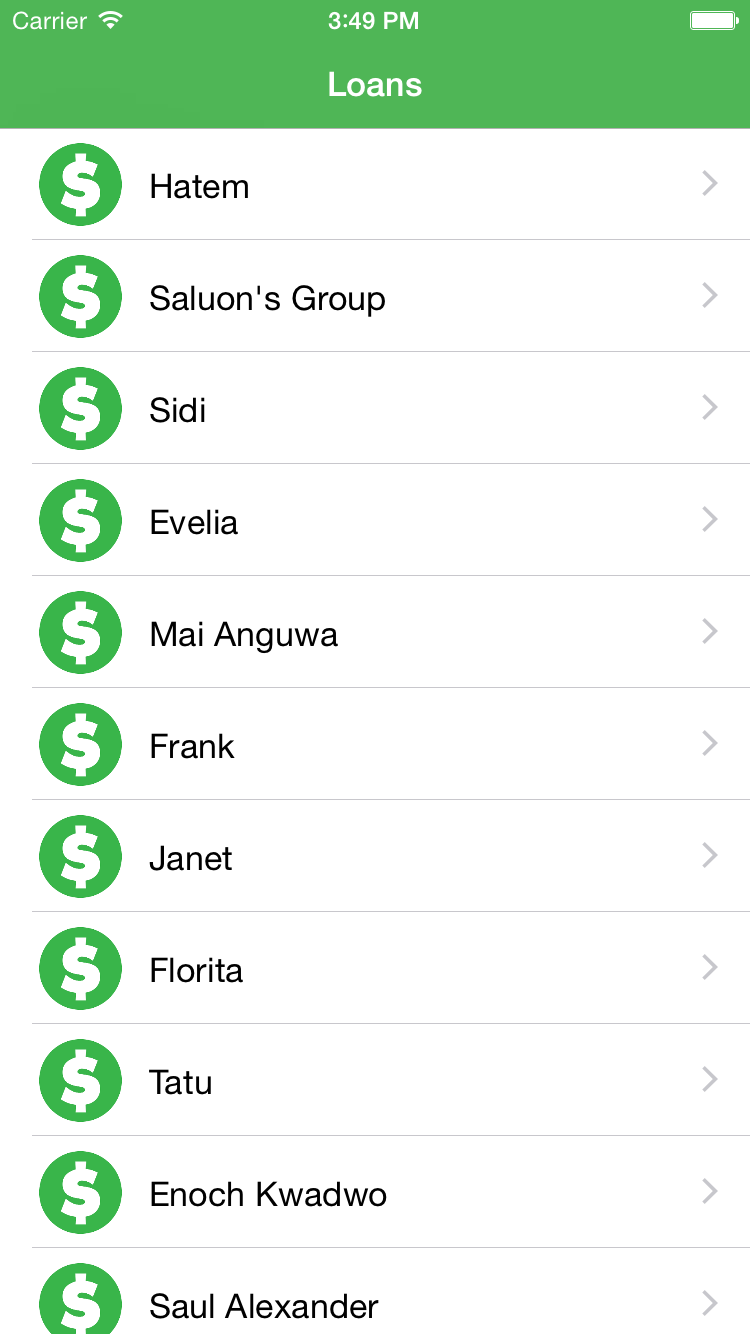 Carrier 3:49 PM
Loans
Hatem
Saluon's Group
Sidi
Evelia
Mai Anguwa
Frank
Janet
Florita
Tatu
Enoch Kwadwo
Saul Alexander